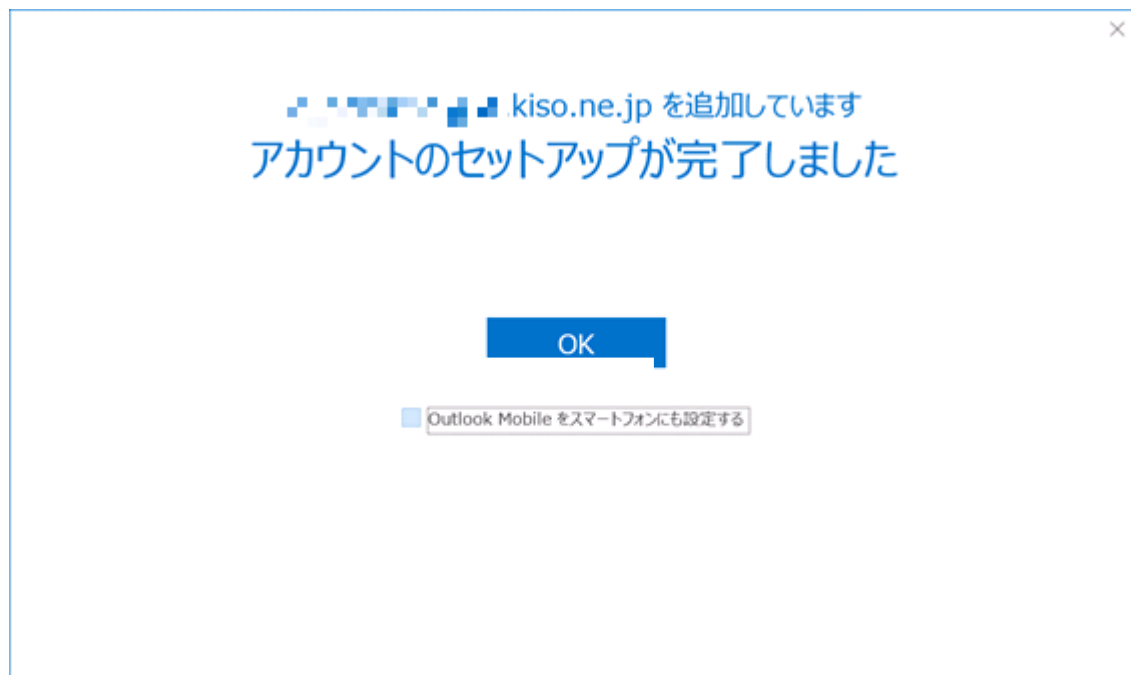 .kiso.ne.jp を追加しています
アカウントのセットアップが完了しました
OK
Outlook Mobile をスマートフォンにも設定する